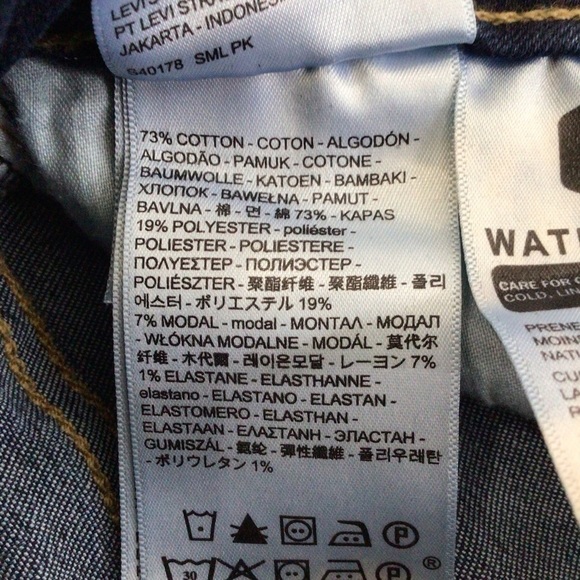 PT LEVI STRA
JAKARTA - INDONES
S40178 SML PK
73% COTTON - COTON - ALGODÓN -
ALGODÃO - PAMUK - COTONE -
BAUMWOLLE - KATOEN - BAMBAKI -
ХЛОПОК - BAWEŁNA - PAMUT -
BAVLNA - 棉 - 면 - 綿 73% - KAPAS
19% POLYESTER - poliéster -
POLIESTER - POLIESTERE -
ΠΟΛΥΕΣΤΕΡ - ПОЛИЭСТЕР -
POLIÉSZTER - 聚酯纤维 - 聚酯纖維 - 폴리
에스터 - ポリエステル 19%
7% MODAL - modal - ΜΟΝΤΑΛ - МОДАЛ
- WŁÓKNA MODALNE - MODÁL - 莫代尔
纤维 - 木代爾 - 레이온모달 - レーヨン 7%
1% ELASTANE - ELASTHANNE -
elastano - ELASTANO - ELASTAN -
ELASTOMERO - ELASTHAN -
ELASTAAN - ΕΛΑΣΤΑΝΗ - ЭЛАСТАН -
GUMISZÁL - 氨纶 - 彈性纖維 - 폴리우레탄
- ポリウレタン 1%
30
P
®
WAT
CARE FOR
COLD, LIN
PREN
MOIN
NAT
CU
LA